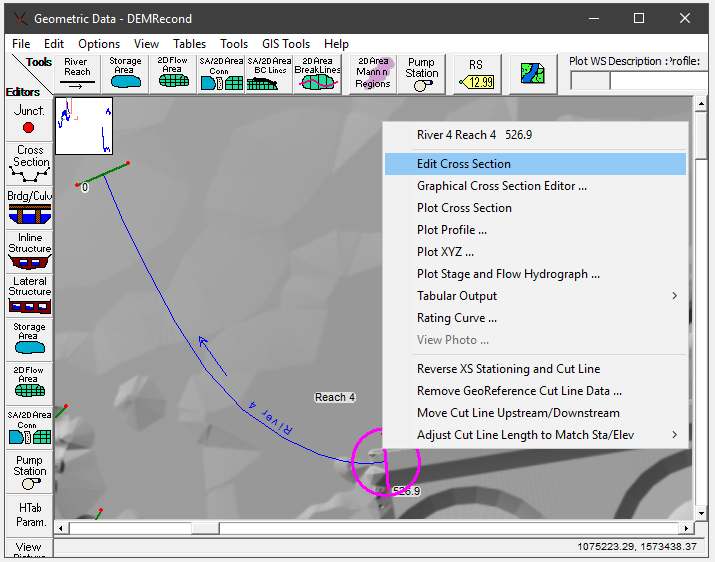 Geometric Data - DEMRecond
File Edit Options View Tables Tools GIS Tools Help
Tools
Editors
River
Reach
Storage
Area
2D Flow
Area
SA/2D Area
Conn
SA/2D Area
BC Lines
2D Area
BreakLines
2D Area
Mann n
Regions
Pump
Station
RS
12.99
Plot WS Description :
Profile:
Junct.
Cross
Section
Brdg/Culv
Inline
Structure
Lateral
Structure
Storage
Area
2D Flow
Area
SA/2D Area
Conn
Pump
Station
HTab
Param.
View
Picture
0
Reach 4
River 4
526.9
River 4 Reach 4 526.9
Edit Cross Section
Graphical Cross Section Editor ...
Plot Cross Section
Plot Profile ...
Plot XYZ ...
Plot Stage and Flow Hydrograph ...
Tabular Output
Rating Curve ...
View Photo ...
Reverse XS Stationing and Cut Line
Remove GeoReference Cut Line Data ...
Move Cut Line Upstream/Downstream
Adjust Cut Line Length to Match Sta/Elev
1075223.29, 1573438.37